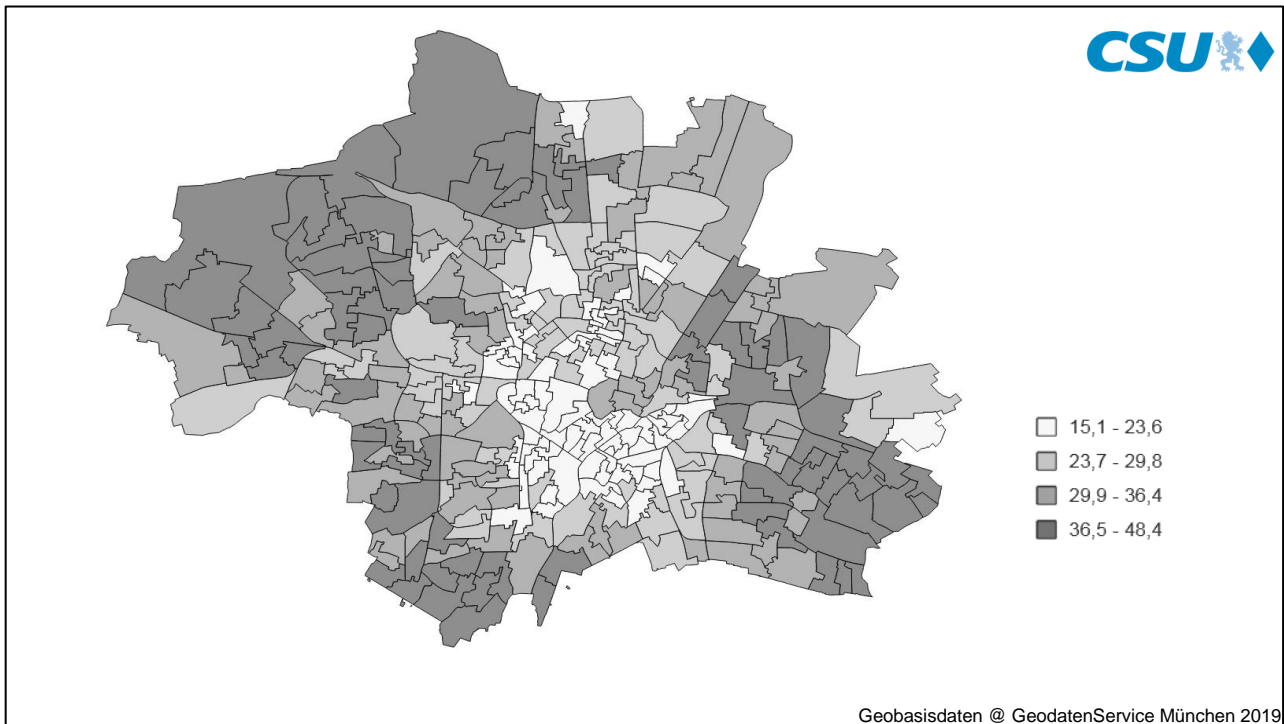 CSU
15,1 - 23,6
23,7 - 29,8
29,9 - 36,4
36,5 - 48,4
Geobasisdaten @ GeodatenService München 2019